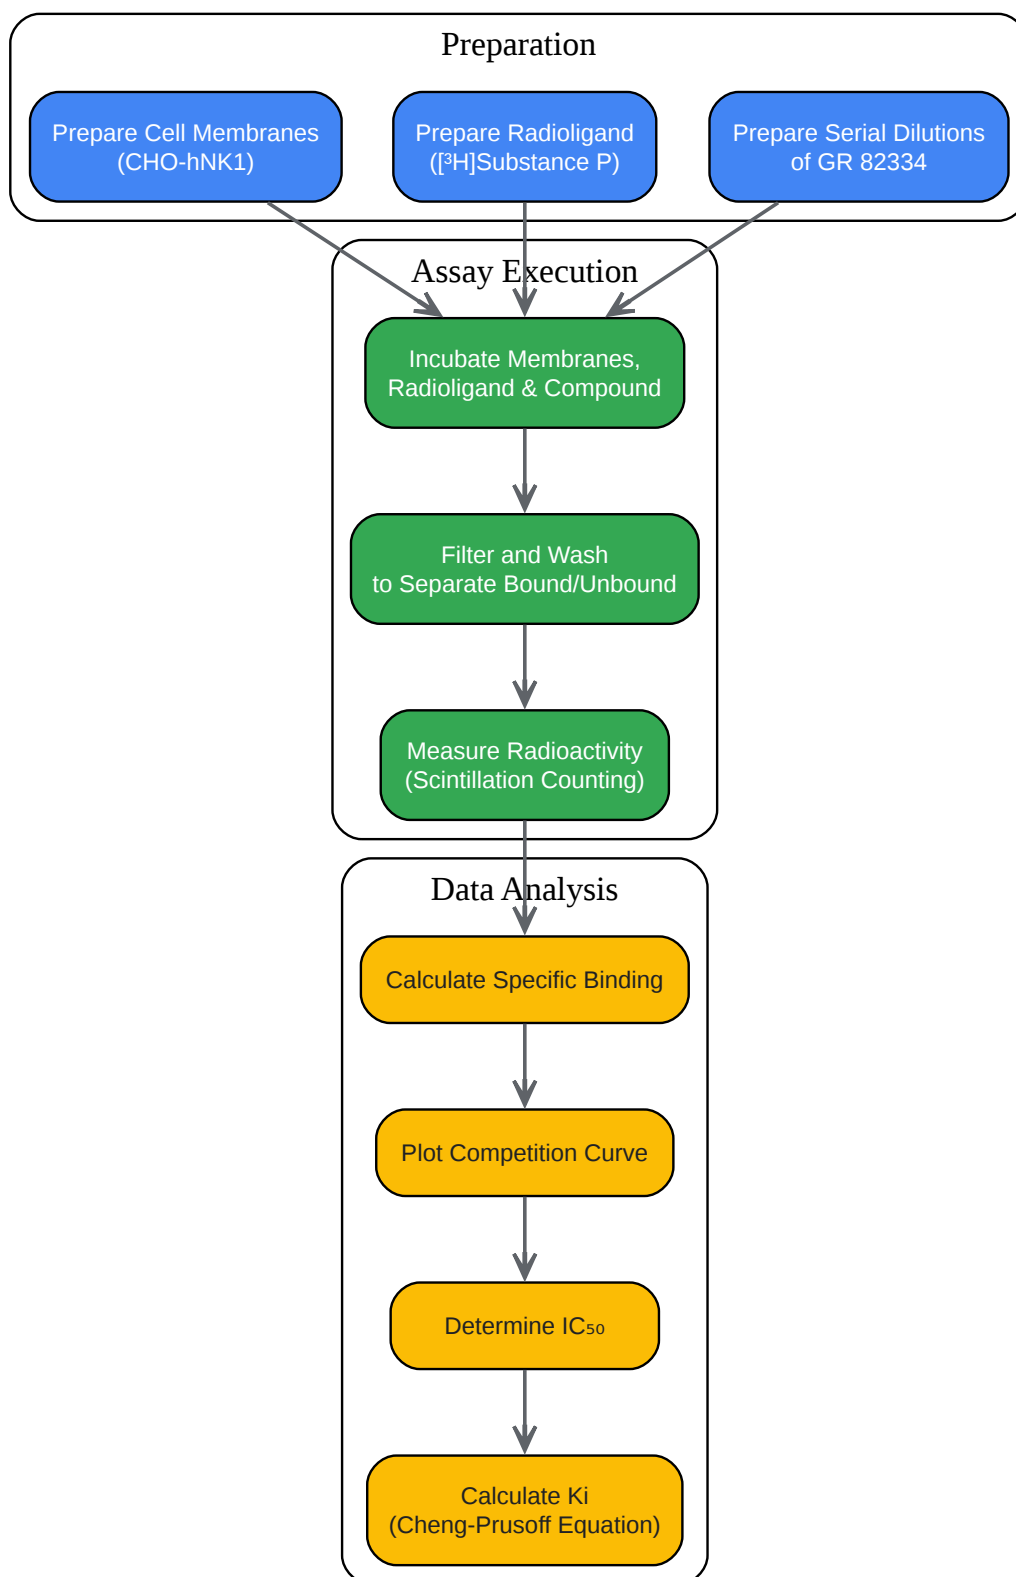 Preparation
Prepare Cell Membranes
(CHO-hNK1)
Prepare Radioligand
([³H]Substance P)
Prepare Serial Dilutions
of GR 82334
Assay Execution
Incubate Membranes,
Radioligand & Compound
Filter and Wash
to Separate Bound/Unbound
Measure Radioactivity
(Scintillation Counting)
Data Analysis
Calculate Specific Binding
Plot Competition Curve
Determine IC₅₀
Calculate Ki
(Cheng-Prusoff Equation)